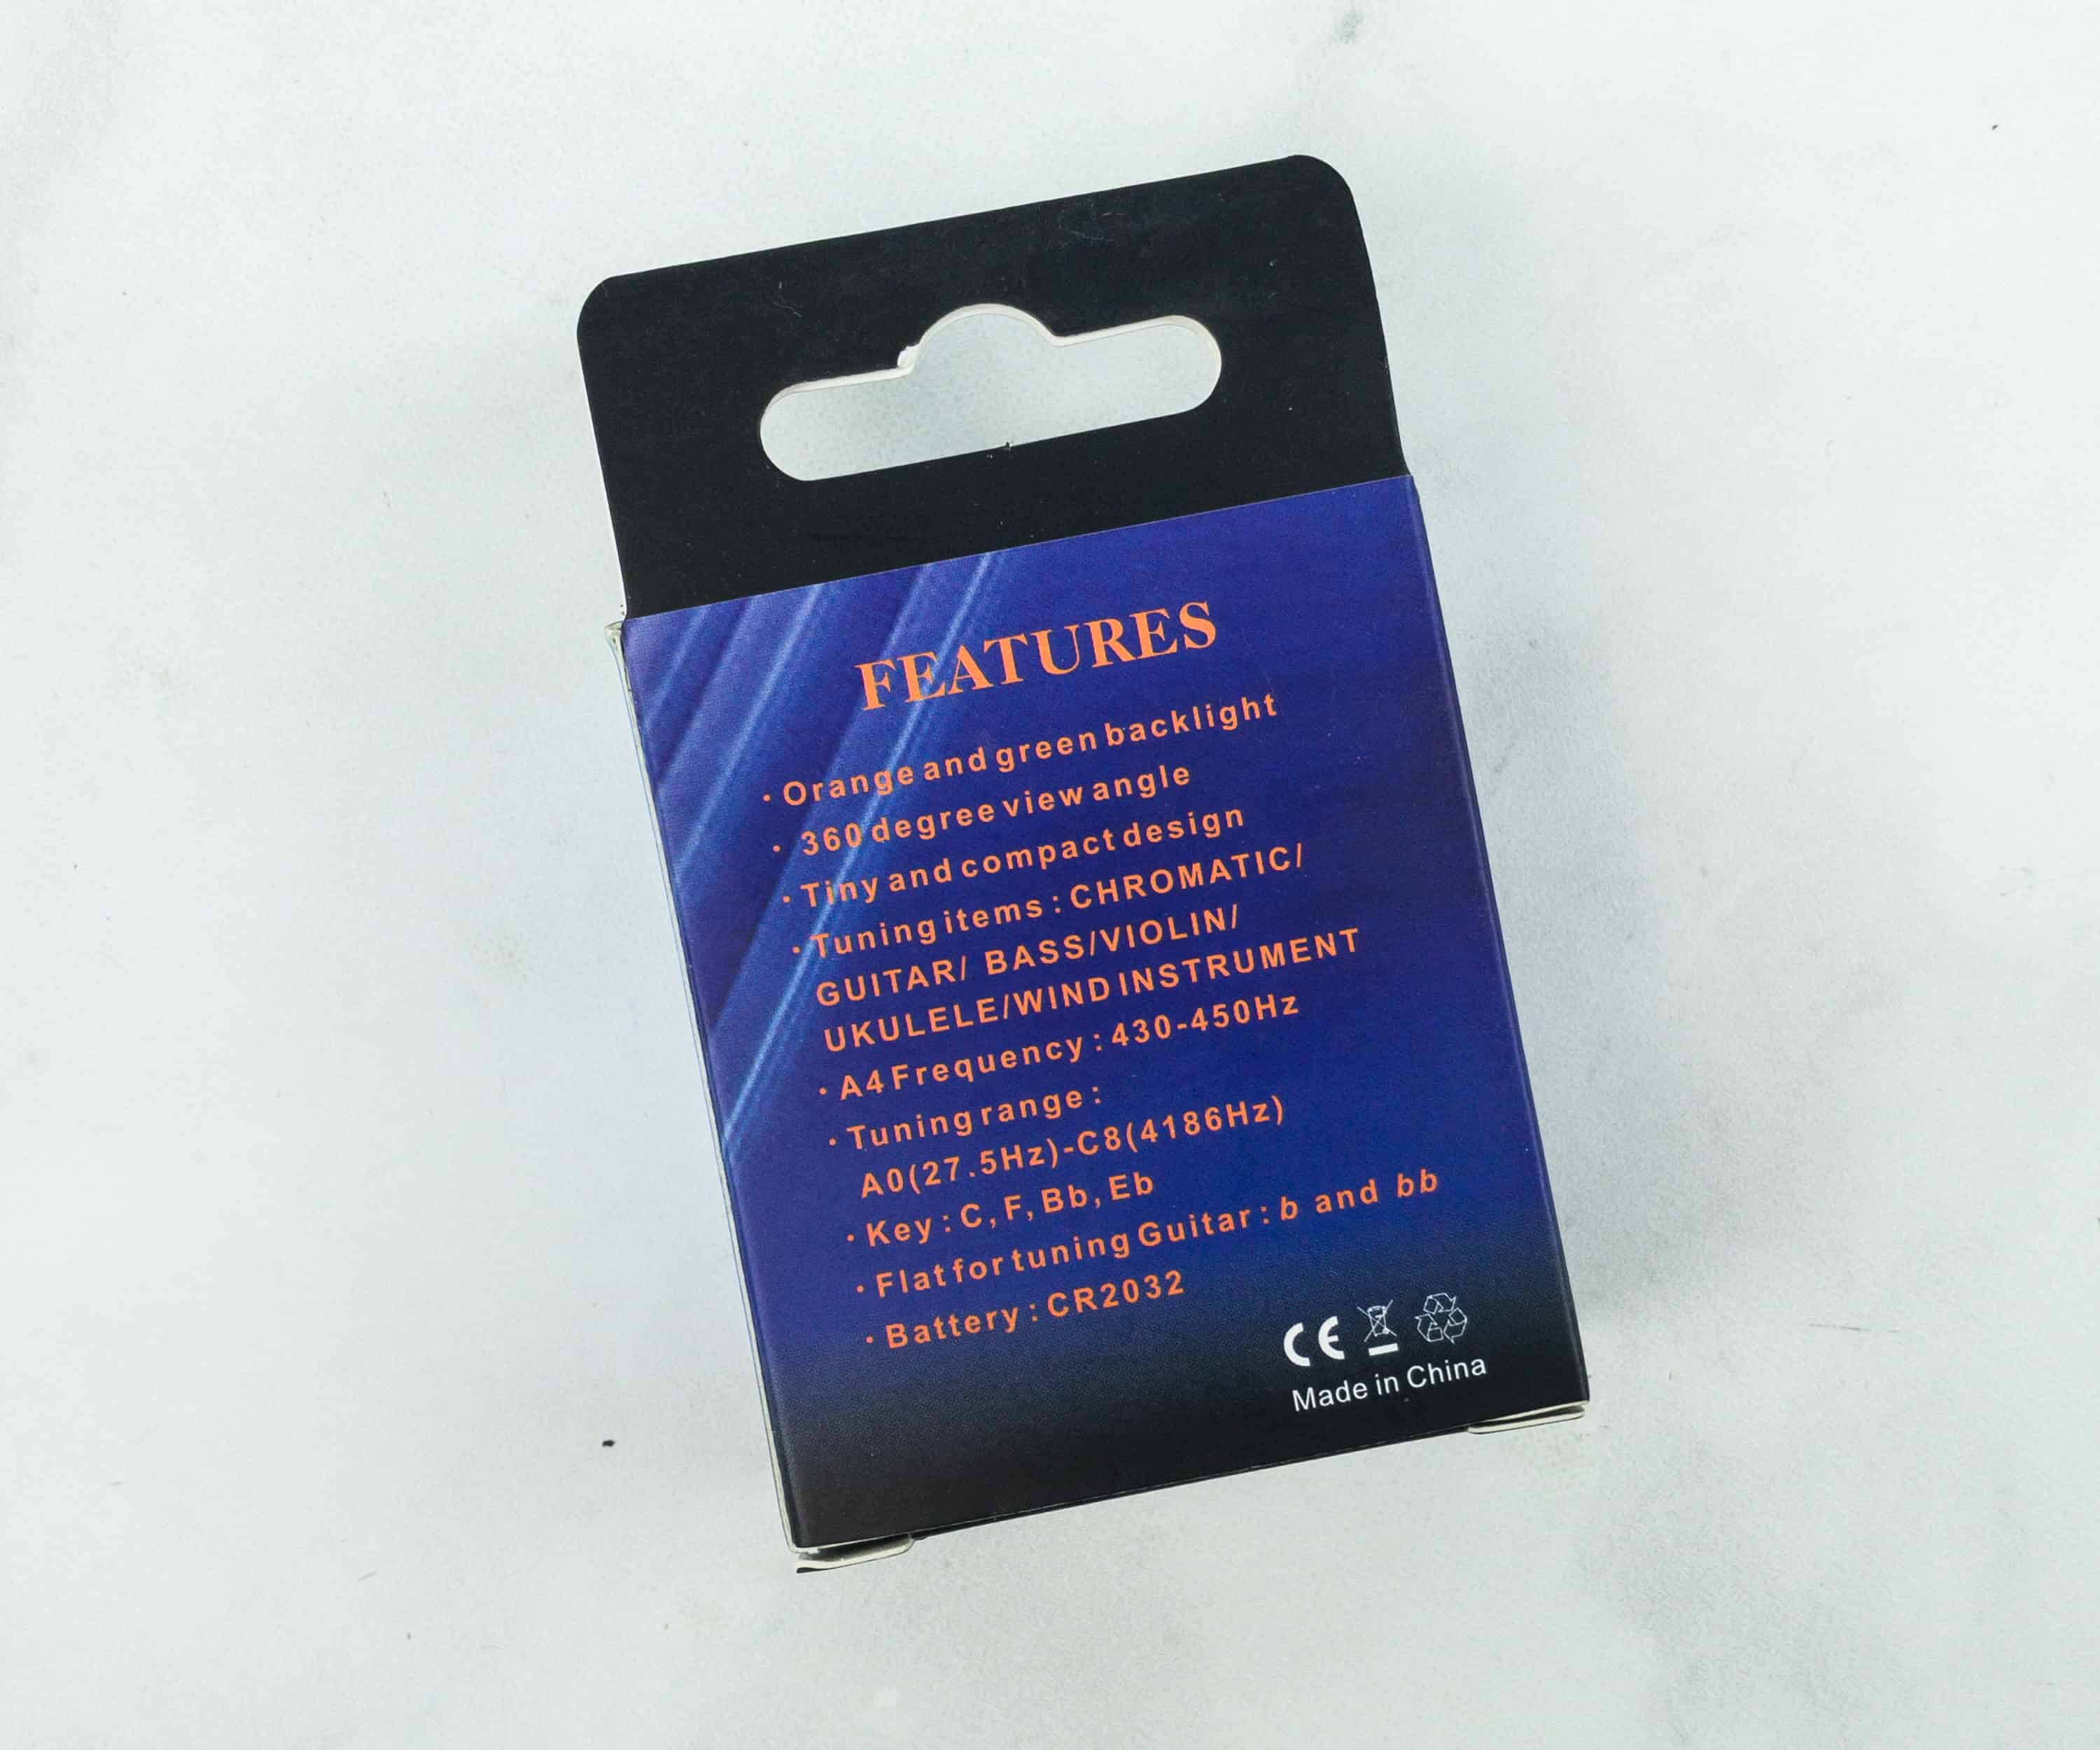 FEATURES
· Orange and green backlight
· 360 degree view angle
· Tiny and compact design
· Tuning items : CHROMATIC/
GUITAR/ BASS/VIOLIN/
UKULELE/WIND INSTRUMENT
· A4 Frequency : 430-450Hz
· Tuning range :
A0(27.5Hz)-C8(4186Hz)
· Key : C, F, Bb, Eb
· Flat for tuning Guitar : b and bb
· Battery : CR2032
CE
Made in China